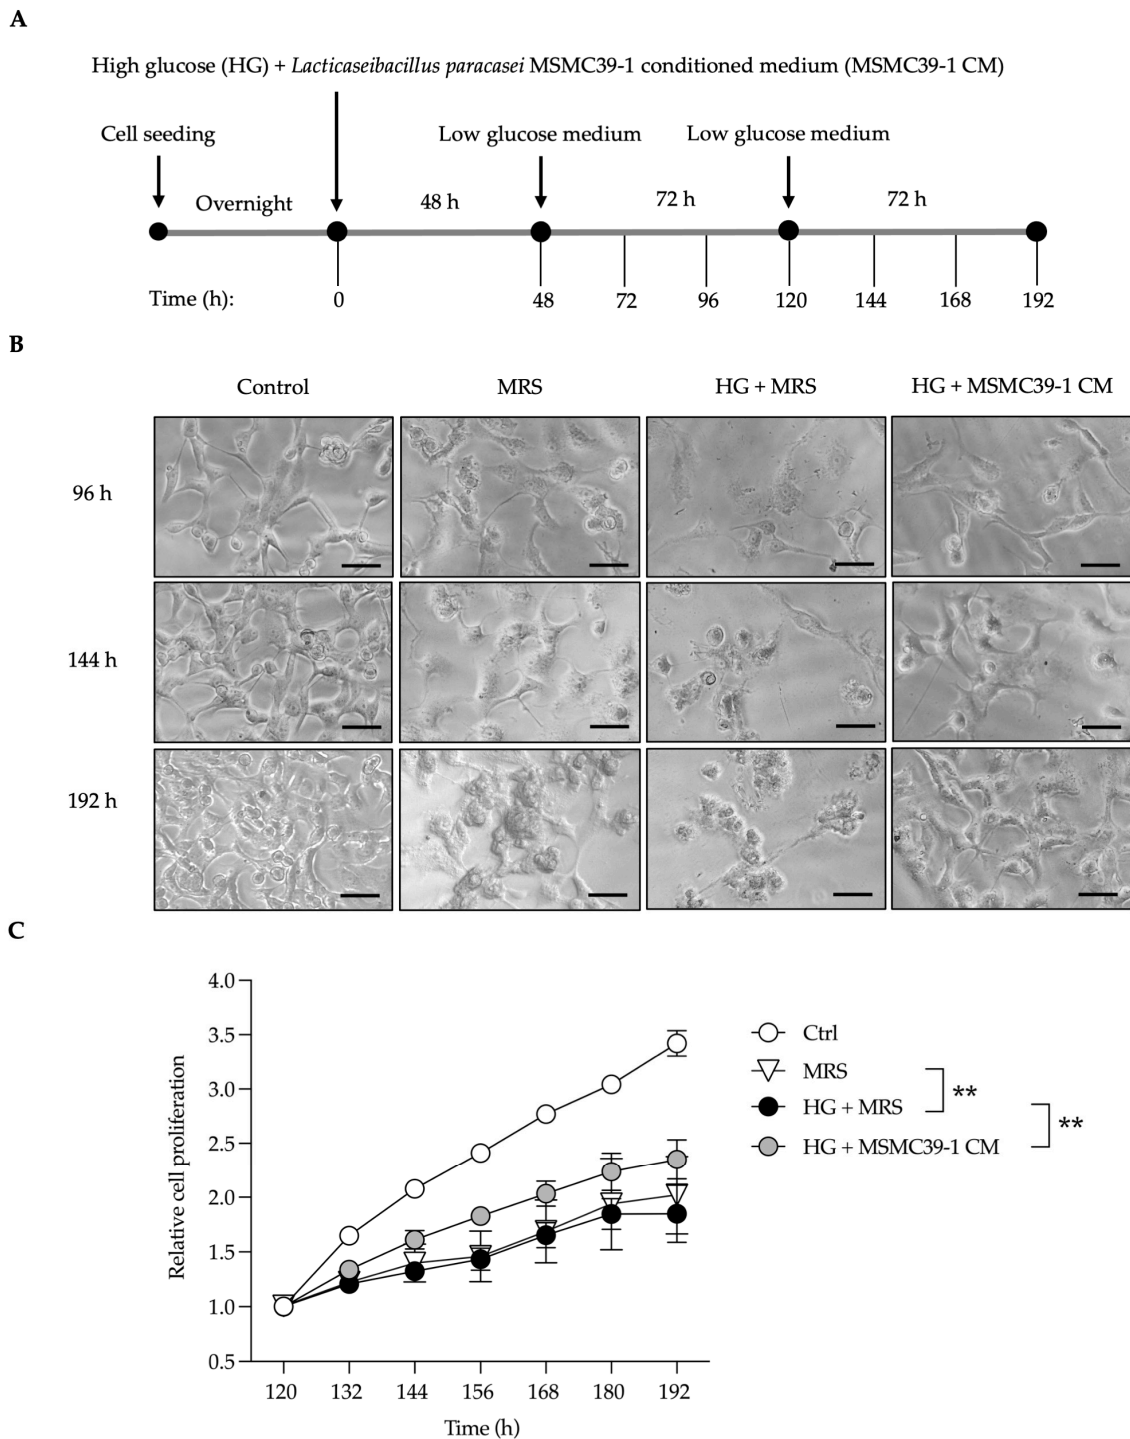 A
High glucose (HG) + Lacticaseibacillus paracasei MSMC39-1 conditioned medium (MSMC39-1 CM)
Cell seeding
Low glucose medium
Low glucose medium
Overnight
48 h
72 h
72 h
Time (h):
0
48
72
96
120
144
168
192
B
Control
MRS
HG + MRS
HG + MSMC39-1 CM
96 h
144 h
192 h
C
Relative cell proliferation
4.0
3.5
3.0
2.5
2.0
1.5
1.0
0.5
120
132
144
156
168
180
192
Time (h)
Ctrl
MRS
HG + MRS
HG + MSMC39-1 CM
**
**